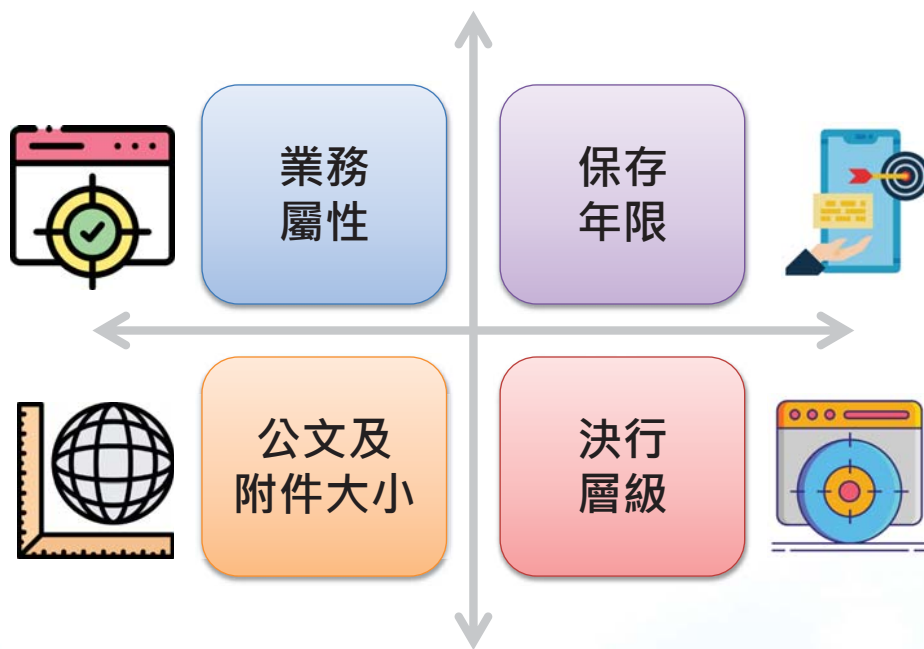 業務
屬性
保存
年限
公文及
附件大小
決行
層級